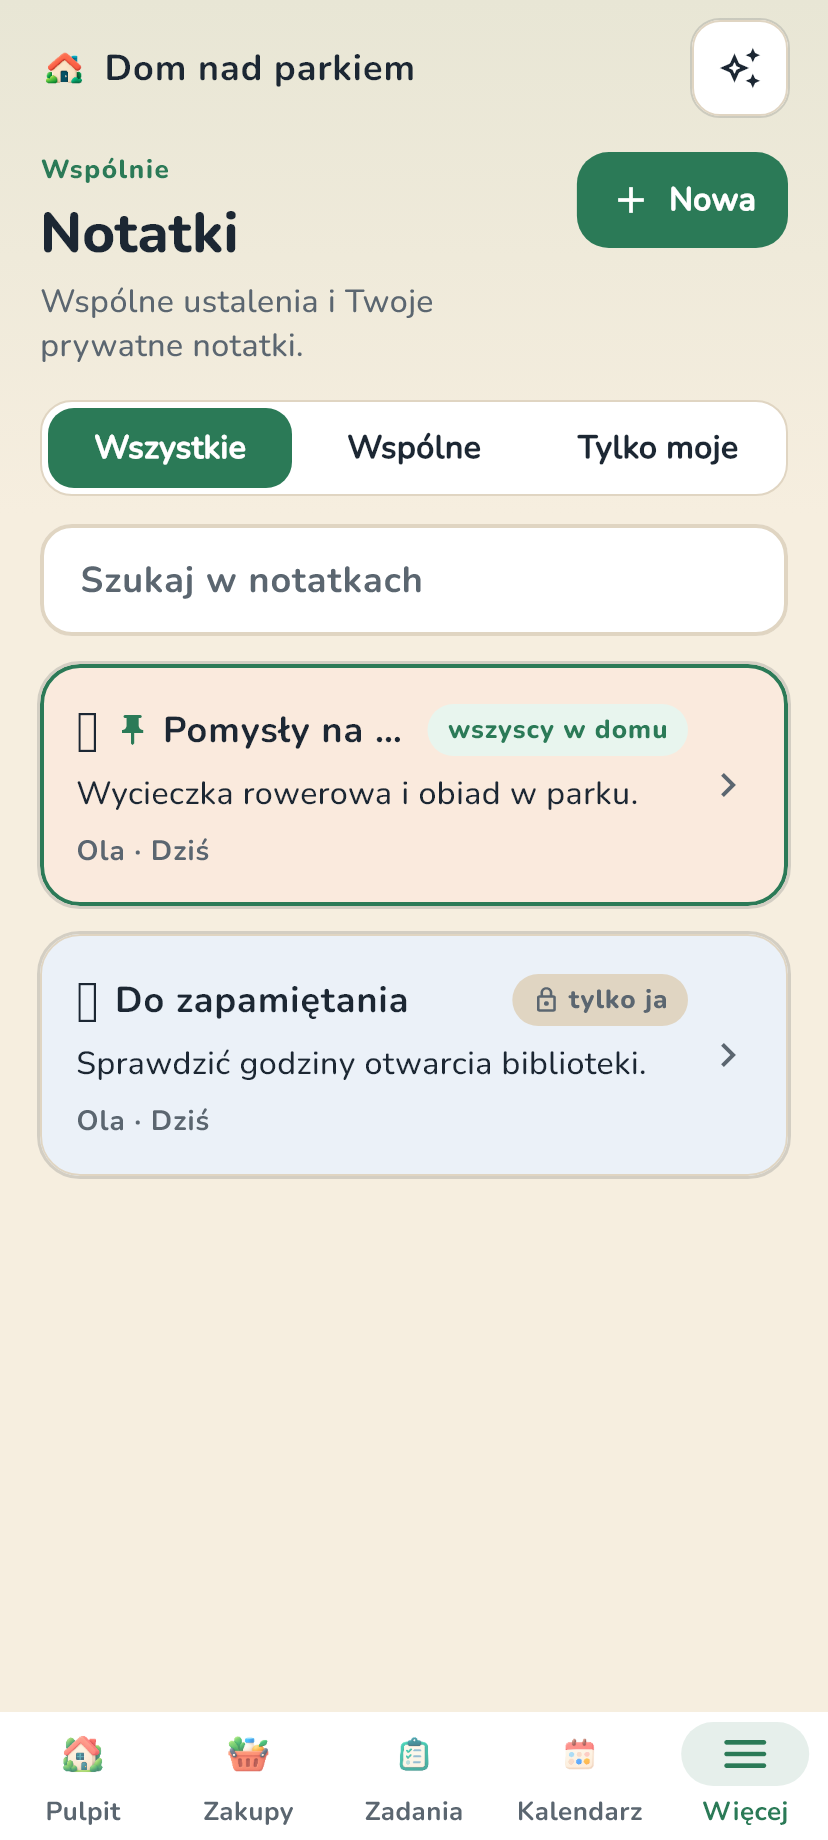 Dom nad parkiem
Wspólnie
Notatki
+ Nowa
Wspólne ustalenia i Twoje
prywatne notatki.
Wszystkie Wspólne Tylko moje
Szukaj w notatkach
Pomysły na ... wszyscy w domu
Wycieczka rowerowa i obiad w parku.
Ola · Dziś
Do zapamiętania tylko ja
Sprawdzić godziny otwarcia biblioteki.
Ola · Dziś
Pulpit Zakupy Zadania Kalendarz Więcej